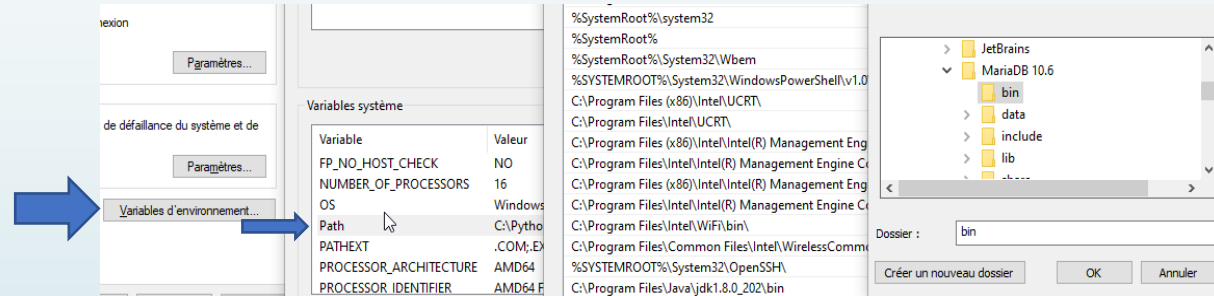 nexion
Paramètres...
de défaillance du système et de
Paramètres...
Variables d'environnement...
Variables système
Variable Valeur
FP_NO_HOST_CHECK NO
NUMBER_OF_PROCESSORS 16
OS Windows
Path C:\Pytho
PATHEXT .COM;.EX
PROCESSOR_ARCHITECTURE AMD64
PROCESSOR IDENTIFIER AMD64 F
%SystemRoot%\system32
%SystemRoot%
%SystemRoot%\System32\Wbem
%SYSTEMROOT%\System32\WindowsPowerShell\v1.0
C:\Program Files (x86)\Intel\UCRT\
C:\Program Files\Intel\UCRT\
C:\Program Files (x86)\Intel\Intel(R) Management Eng
C:\Program Files\Intel\Intel(R) Management Engine Co
C:\Program Files (x86)\Intel\Intel(R) Management Eng
C:\Program Files\Intel\Intel(R) Management Engine Co
C:\Program Files\Intel\WiFi\bin\
C:\Program Files\Common Files\Intel\WirelessCommo
%SYSTEMROOT%\System32\OpenSSH\
C:\Program Files\Java\jdk1.8.0_202\bin
JetBrains
MariaDB 10.6
bin
data
include
lib
Dossier : bin
Créer un nouveau dossier OK Annuler